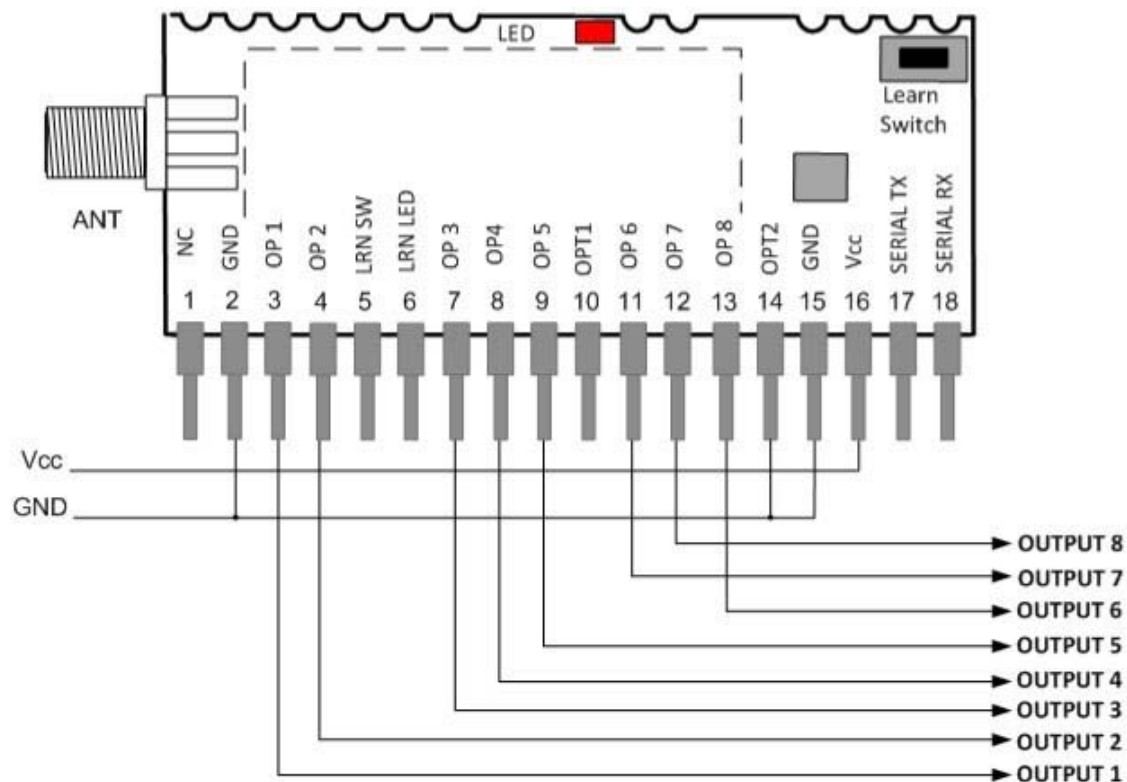 LED
Learn
Switch
ANT
NC
GND
OP 1
OP 2
LRN SW
LRN LED
OP 3
OP4
OP 5
OPT1
OP 6
OP 7
OP 8
OPT2
GND
Vcc
SERIAL TX
SERIAL RX
1 2 3 4 5 6 7 8 9 10 11 12 13 14 15 16 17 18
Vcc
GND
OUTPUT 8
OUTPUT 7
OUTPUT 6
OUTPUT 5
OUTPUT 4
OUTPUT 3
OUTPUT 2
OUTPUT 1